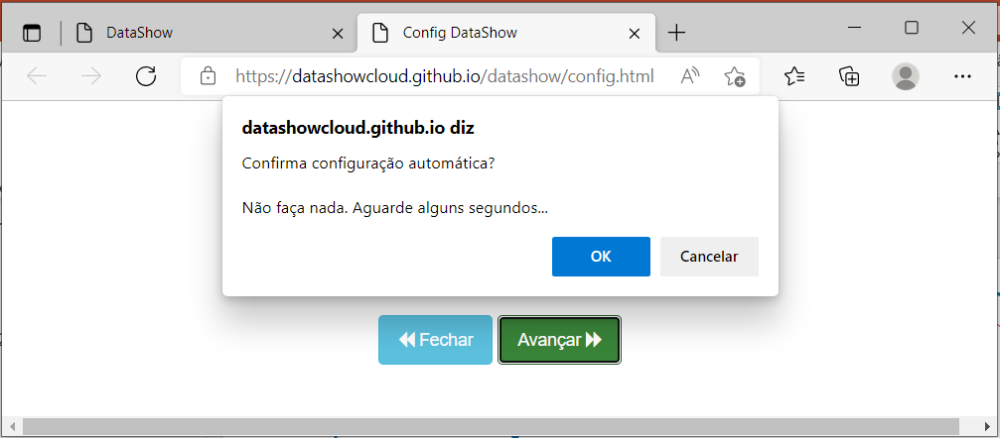 DataShow
Config DataShow
https://datashowcloud.github.io/datashow/config.html
datashowcloud.github.io diz
Confirma configuração automática?
Não faça nada. Aguarde alguns segundos...
OK
Cancelar
Fechar
Avançar